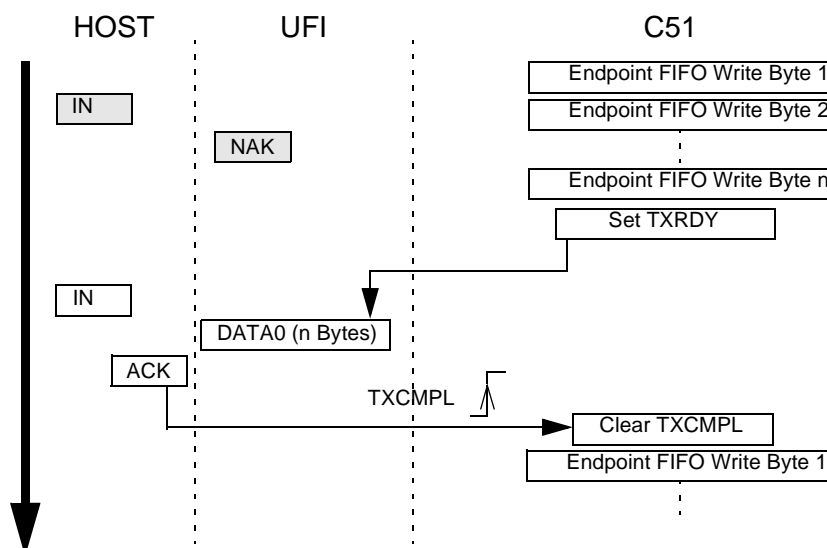 HOST UFI C51
Endpoint FIFO Write Byte 1
IN
Endpoint FIFO Write Byte 2
NAK
Endpoint FIFO Write Byte n
Set TXRDY
IN
DATA0 (n Bytes)
ACK
TXCMPL
Clear TXCMPL
Endpoint FIFO Write Byte 1